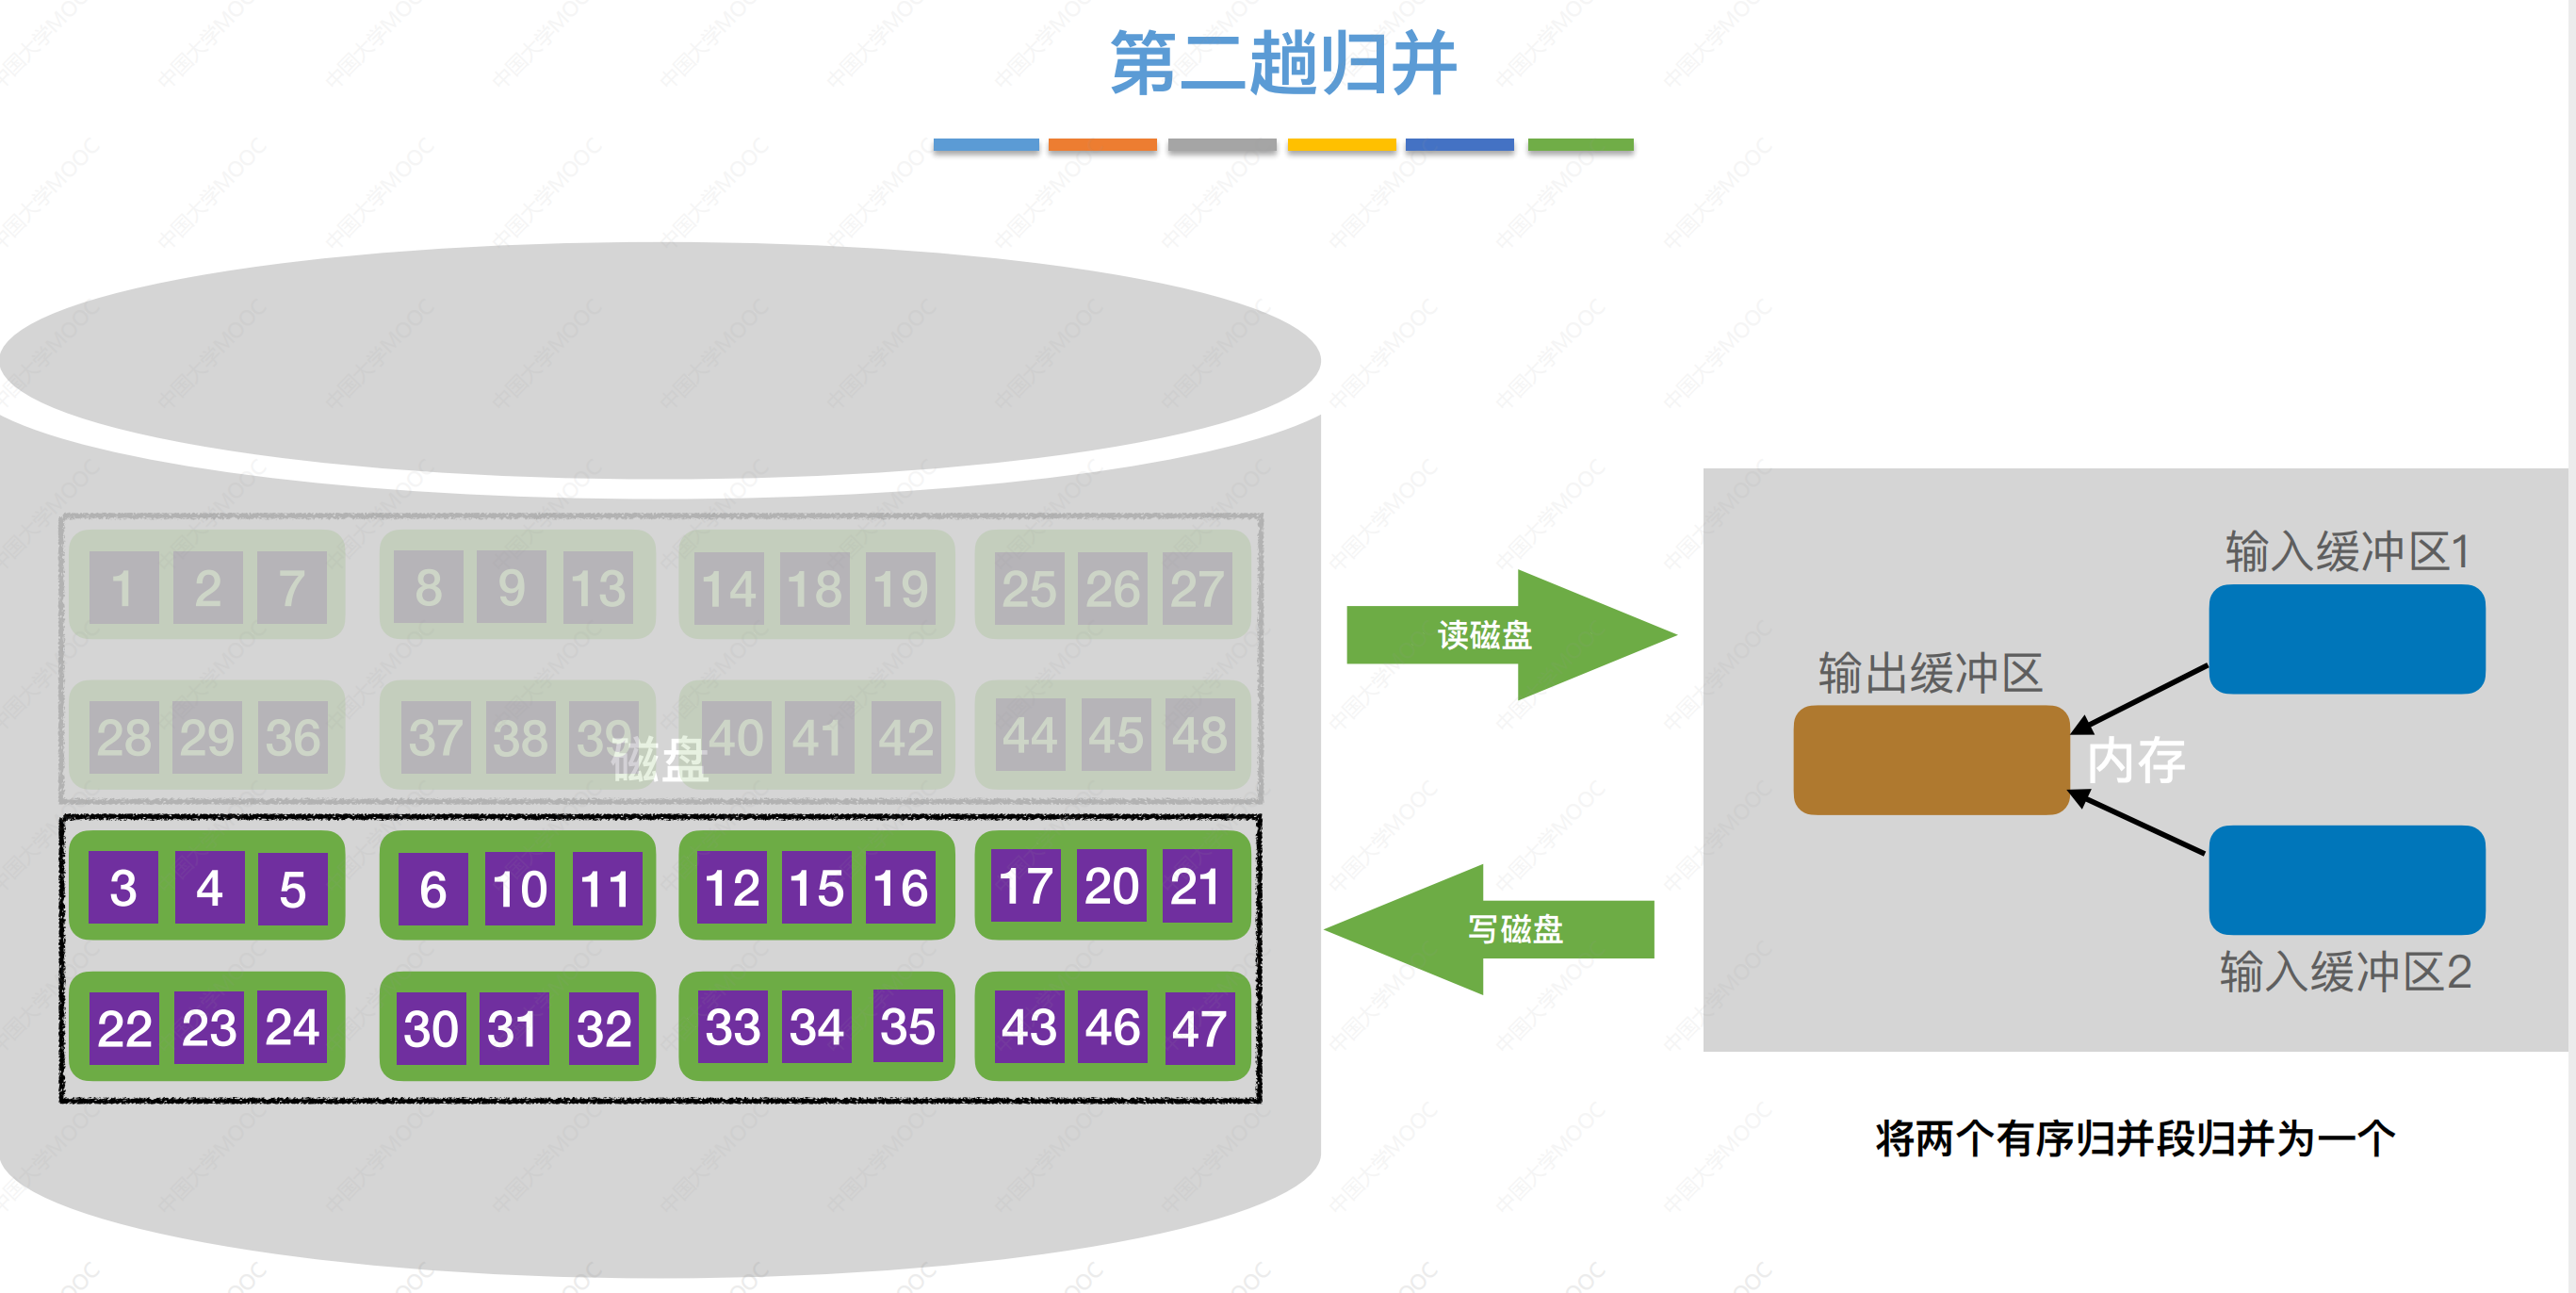 第二趟归并
1 2 7 8 9 13 14 18 19 25 26 27
28 29 36 37 38 39 40 41 42 44 45 48
磁盘
3 4 5 6 10 11 12 15 16 17 20 21
22 23 24 30 31 32 33 34 35 43 46 47
读磁盘
写磁盘
输入缓冲区1
输出缓冲区
内存
输入缓冲区2
将两个有序归并段归并为一个
中国大学MOOC